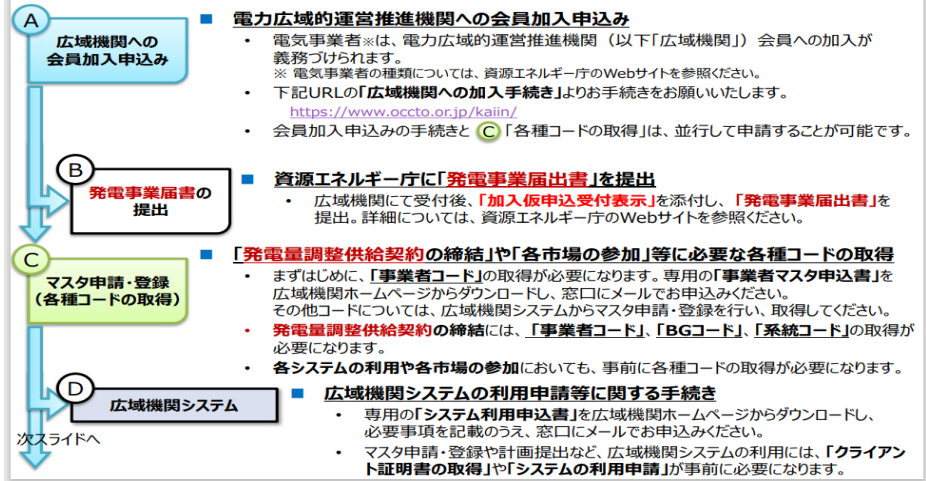 A
広域機関への
会員加入申込み
■ 電力広域的運営推進機関への会員加入申込み
・ 電気事業者※は、電力広域的運営推進機関（以下「広域機関」）会員への加入が
義務づけられます。
※ 電気事業者の種類については、資源エネルギー庁のWebサイトを参照ください。
・ 下記URLの「広域機関への加入手続き」よりお手続きをお願いいたします。
https://www.occto.or.jp/kaiin/
・ 会員加入申込みの手続きと C 「各種コードの取得」は、並行して申請することが可能です。
B
発電事業届書の
提出
■ 資源エネルギー庁に「発電事業届出書」を提出
・ 広域機関にて受付後、「加入仮申込受付表示」を添付し、「発電事業届出書」を
提出。詳細については、資源エネルギー庁のWebサイトを参照ください。
C
マスタ申請・登録
（各種コードの取得）
■ 「発電量調整供給契約の締結」や「各市場の参加」等に必要な各種コードの取得
・ まずはじめに、「事業者コード」の取得が必要になります。専用の「事業者マスタ申込書」を
広域機関ホームページからダウンロードし、窓口にメールでお申込みください。
その他コードについては、広域機関システムからマスタ申請・登録を行い、取得してください。
・ 発電量調整供給契約の締結には、「事業者コード」、「BGコード」、「系統コード」の取得が
必要になります。
・ 各システムの利用や各市場の参加においても、事前に各種コードの取得が必要になります。
D
広域機関システム
■ 広域機関システムの利用申請等に関する手続き
・ 専用の「システム利用申込書」を広域機関ホームページからダウンロードし、
必要事項を記載のうえ、窓口にメールでお申込みください。
・ マスタ申請・登録や計画提出など、広域機関システムの利用には、「クライアン
ト証明書の取得」や「システムの利用申請」が事前に必要になります。
次スライドへ